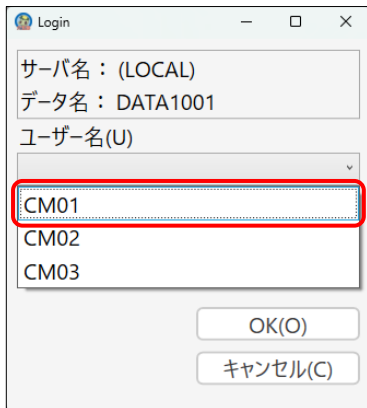 Login
サーバ名： (LOCAL)
データ名： DATA1001
ユーザー名(U)
CM01
CM02
CM03
OK(O)
キャンセル(C)